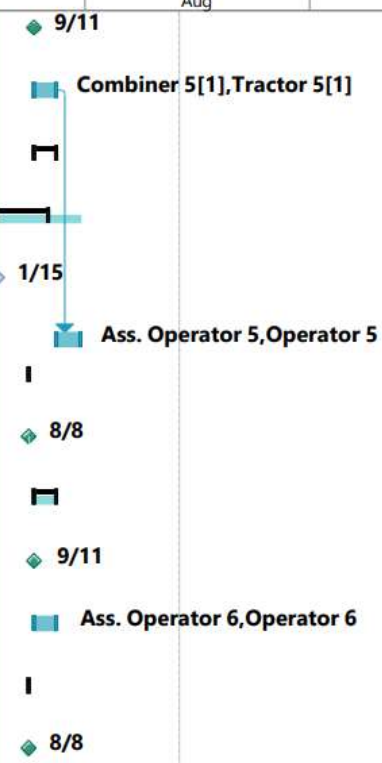 Aug
9/11
Combiner 5[1],Tractor 5[1]
1/15
Ass. Operator 5,Operator 5
8/8
9/11
Ass. Operator 6,Operator 6
8/8